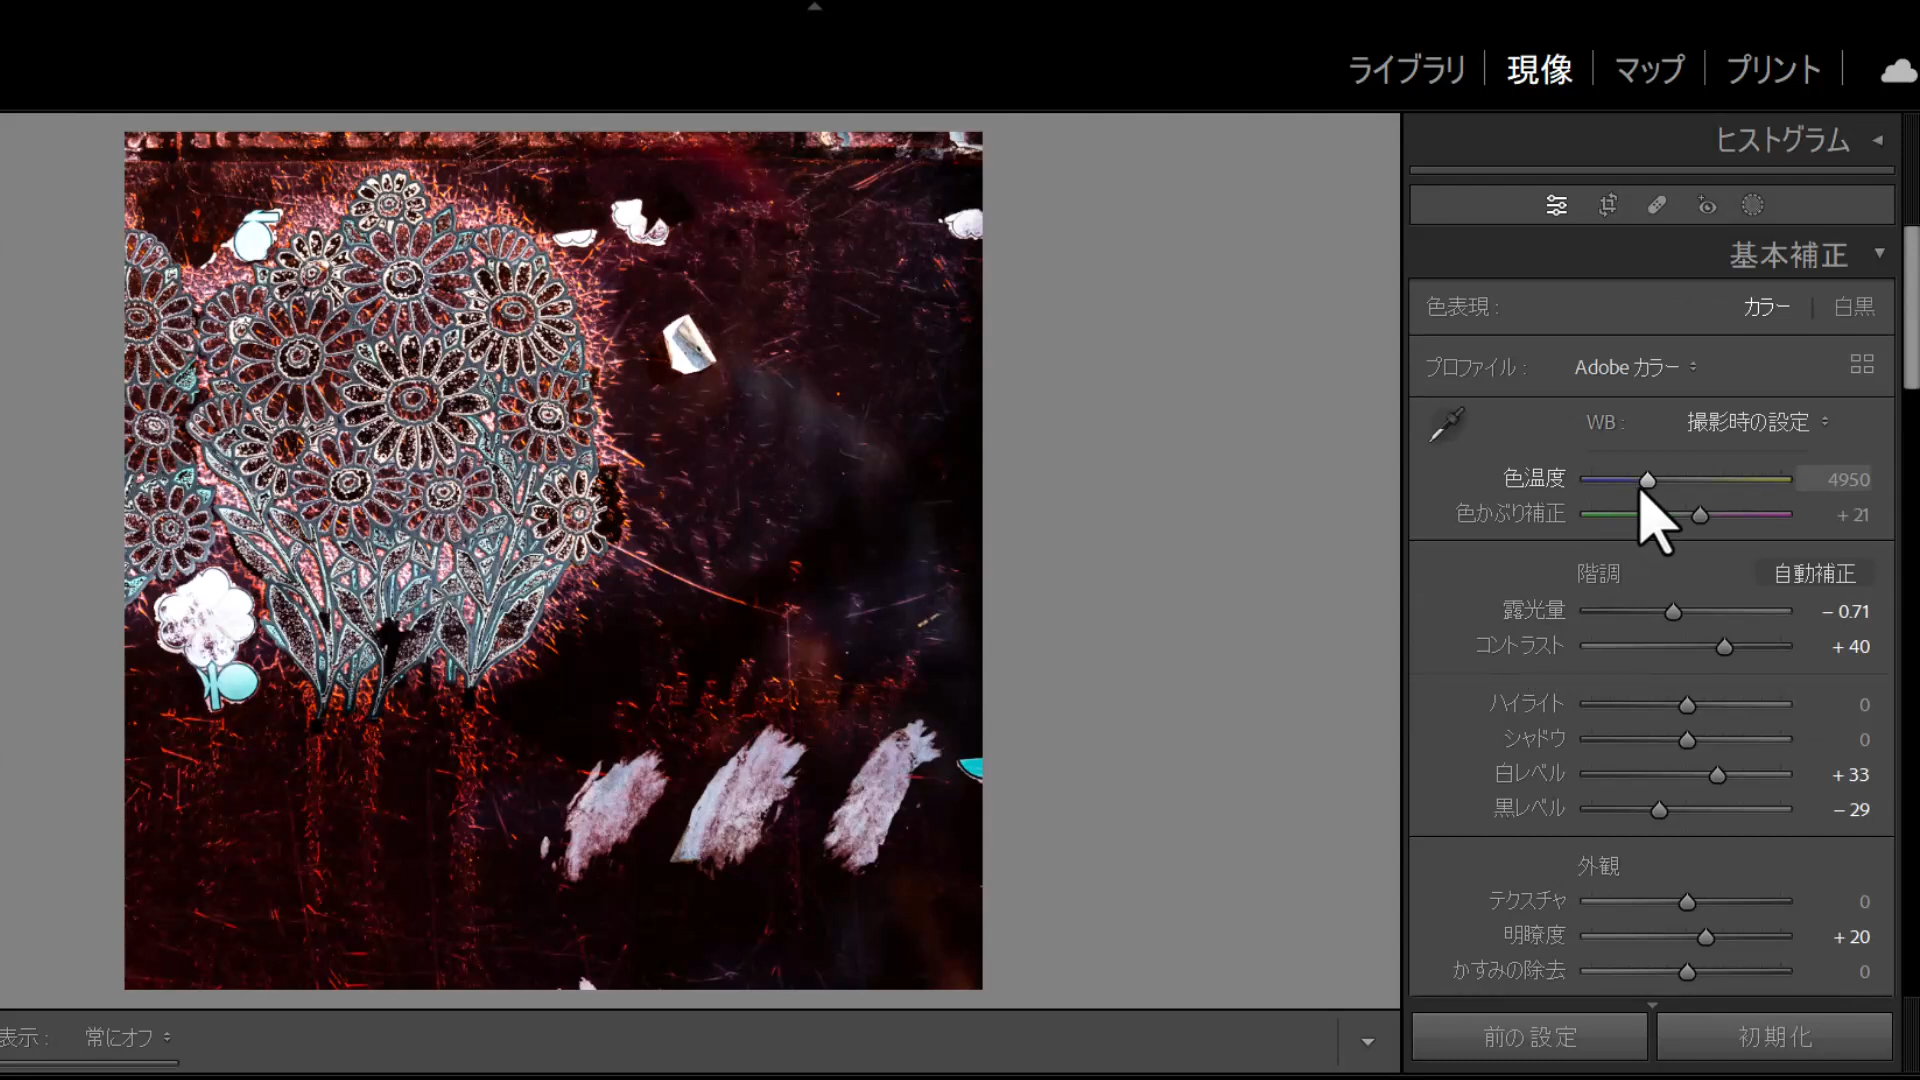 ライブラリ 現像 マップ プリント
ヒストグラム
基本補正
色表現 : カラー 白黒
プロファイル : Adobe カラー
WB : 撮影時の設定
色温度 4950
色かぶり補正 + 21
階調 自動補正
露光量 – 0.71
コントラスト + 40
ハイライト 0
シャドウ 0
白レベル + 33
黒レベル – 29
外観
テクスチャ 0
明瞭度 + 20
かすみの除去 0
表示 : 常にオフ
前の設定 初期化